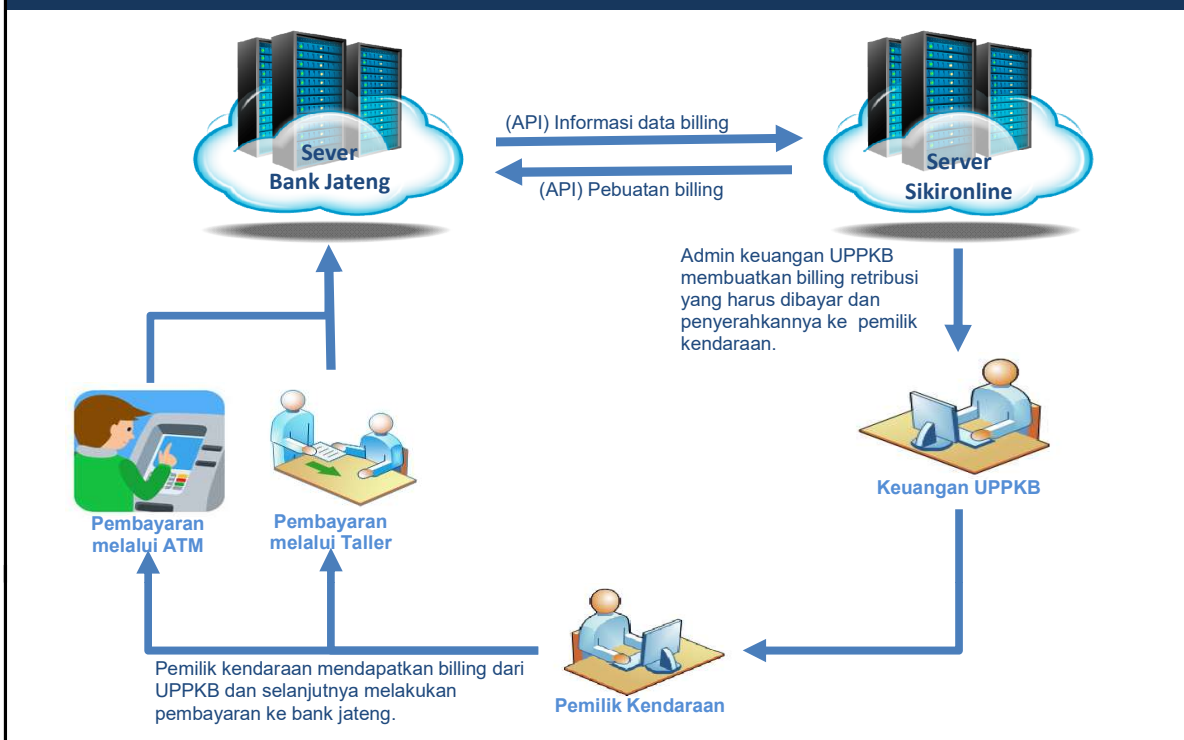 Sever
Bank Jateng
(API) Informasi data billing
(API) Pebuatan billing
Server
Sikironline
Admin keuangan UPPKB
membuatkan billing retribusi
yang harus dibayar dan
penyerahkannya ke pemilik
kendaraan.
Keuangan UPPKB
Pembayaran
melalui ATM
Pembayaran
melalui Taller
Pemilik kendaraan mendapatkan billing dari
UPPKB dan selanjutnya melakukan
pembayaran ke bank jateng.
Pemilik Kendaraan